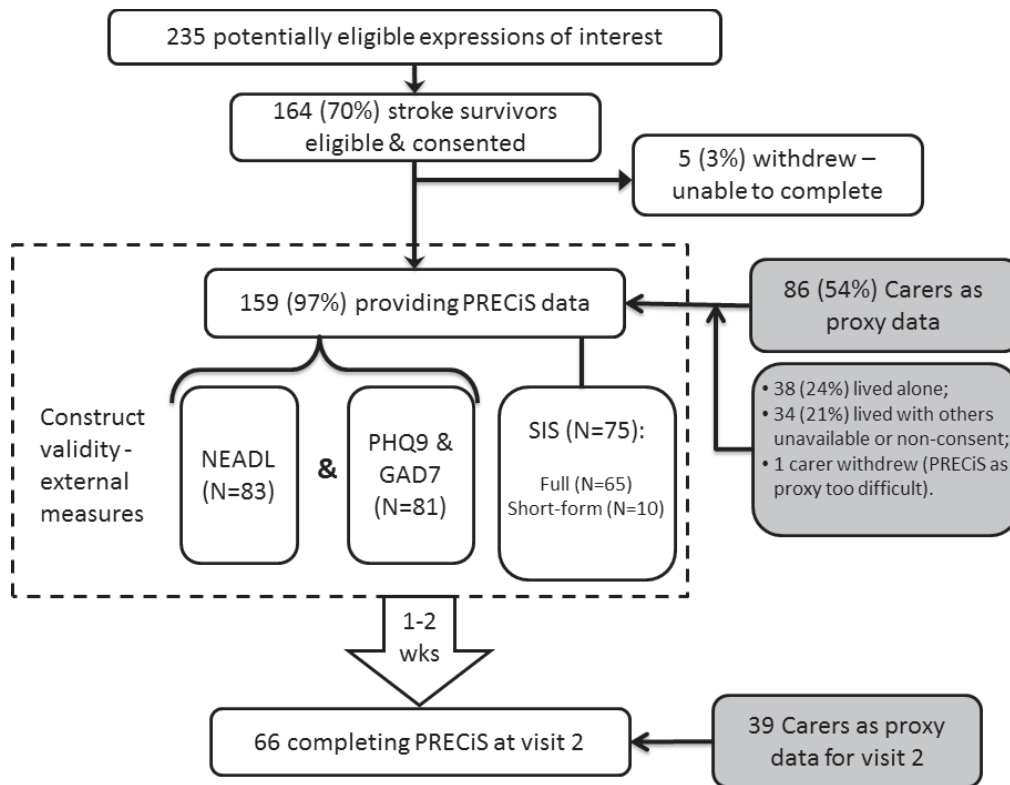 235 potentially eligible expressions of interest
164 (70%) stroke survivors
eligible & consented
5 (3%) withdrew –
unable to complete
159 (97%) providing PRECiS data
86 (54%) Carers as
proxy data
• 38 (24%) lived alone;
• 34 (21%) lived with others
unavailable or non-consent;
• 1 carer withdrew (PRECiS as
proxy too difficult).
Construct
validity -
external
measures
NEADL
(N=83)
&
PHQ9 &
GAD7
(N=81)
SIS (N=75):
Full (N=65)
Short-form (N=10)
1-2
wks
66 completing PRECiS at visit 2
39 Carers as proxy
data for visit 2